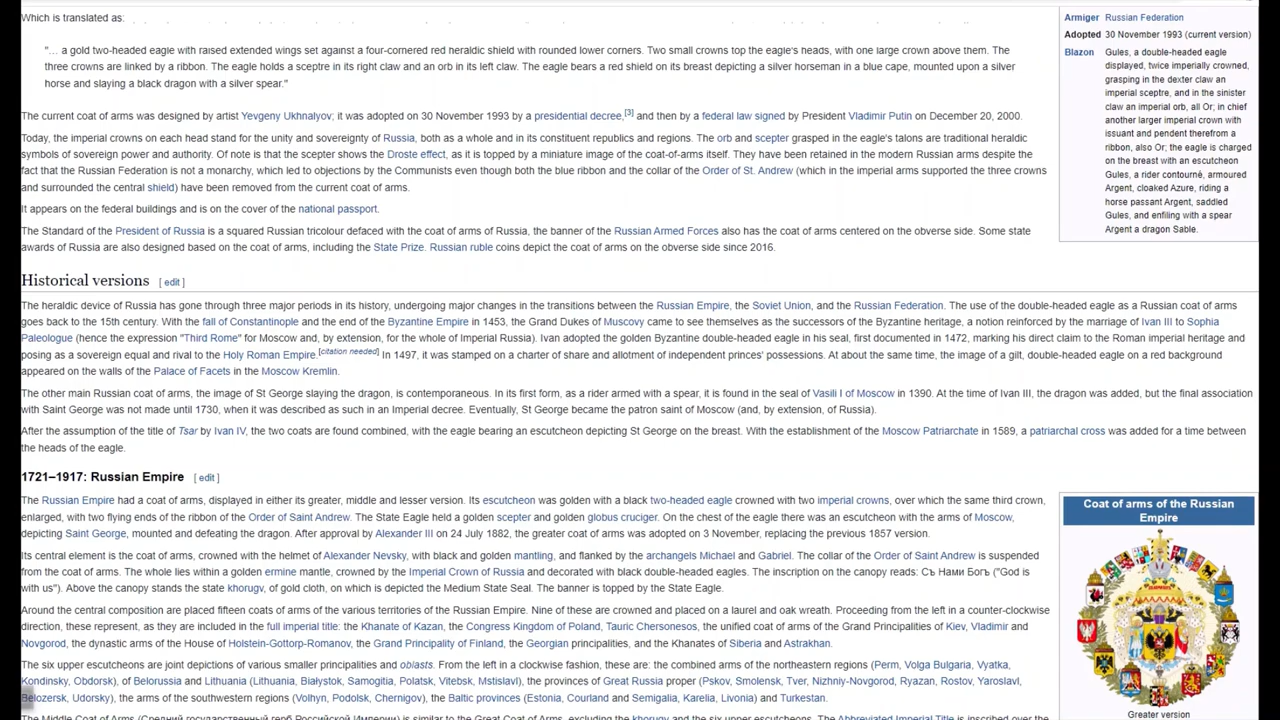 Which is translated as:
"... a gold two-headed eagle with raised extended wings set against a four-cornered red heraldic shield with rounded lower corners. Two small crowns top the eagle's heads, with one large crown above them. The
three crowns are linked by a ribbon. The eagle holds a sceptre in its right claw and an orb in its left claw. The eagle bears a red shield on its breast depicting a silver horseman in a blue cape, mounted upon a silver
horse and slaying a black dragon with a silver spear."
The current coat of arms was designed by artist Yevgeny Ukhnalyov; it was adopted on 30 November 1993 by a presidential decree,[3] and then by a federal law signed by President Vladimir Putin on December 20, 2000.
Today, the imperial crowns on each head stand for the unity and sovereignty of Russia, both as a whole and in its constituent republics and regions. The orb and scepter grasped in the eagle's talons are traditional heraldic
symbols of sovereign power and authority. Of note is that the scepter shows the Droste effect, as it is topped by a miniature image of the coat-of-arms itself. They have been retained in the modern Russian arms despite the
fact that the Russian Federation is not a monarchy, which led to objections by the Communists even though both the blue ribbon and the collar of the Order of St. Andrew (which in the imperial arms supported the three crowns
and surrounded the central shield) have been removed from the current coat of arms.
It appears on the federal buildings and is on the cover of the national passport.
The Standard of the President of Russia is a squared Russian tricolour defaced with the coat of arms of Russia, the banner of the Russian Armed Forces also has the coat of arms centered on the obverse side. Some state
awards of Russia are also designed based on the coat of arms, including the State Prize. Russian ruble coins depict the coat of arms on the obverse side since 2016.
Armiger Russian Federation
Adopted 30 November 1993 (current version)
Blazon Gules, a double-headed eagle
displayed, twice imperially crowned,
grasping in the dexter claw an
imperial sceptre, and in the sinister
claw an imperial orb, all Or; in chief
another larger imperial crown with
issuant and pendent therefrom a
ribbon, also Or; the eagle is charged
on the breast with an escutcheon
Gules, a rider contourné, armoured
Argent, cloaked Azure, riding a
horse passant Argent, saddled
Gules, and enfiling with a spear
Argent a dragon Sable.
Historical versions [ edit ]
The heraldic device of Russia has gone through three major periods in its history, undergoing major changes in the transitions between the Russian Empire, the Soviet Union, and the Russian Federation. The use of the double-headed eagle as a Russian coat of arms
goes back to the 15th century. With the fall of Constantinople and the end of the Byzantine Empire in 1453, the Grand Dukes of Muscovy came to see themselves as the successors of the Byzantine heritage, a notion reinforced by the marriage of Ivan III to Sophia
Paleologue (hence the expression "Third Rome" for Moscow and, by extension, for the whole of Imperial Russia). Ivan adopted the golden Byzantine double-headed eagle in his seal, first documented in 1472, marking his direct claim to the Roman imperial heritage and
posing as a sovereign equal and rival to the Holy Roman Empire.[citation needed] In 1497, it was stamped on a charter of share and allotment of independent princes' possessions. At about the same time, the image of a gilt, double-headed eagle on a red background
appeared on the walls of the Palace of Facets in the Moscow Kremlin.
The other main Russian coat of arms, the image of St George slaying the dragon, is contemporaneous. In its first form, as a rider armed with a spear, it is found in the seal of Vasili I of Moscow in 1390. At the time of Ivan III, the dragon was added, but the final association
with Saint George was not made until 1730, when it was described as such in an Imperial decree. Eventually, St George became the patron saint of Moscow (and, by extension, of Russia).
After the assumption of the title of Tsar by Ivan IV, the two coats are found combined, with the eagle bearing an escutcheon depicting St George on the breast. With the establishment of the Moscow Patriarchate in 1589, a patriarchal cross was added for a time between
the heads of the eagle.
1721–1917: Russian Empire [ edit ]
The Russian Empire had a coat of arms, displayed in either its greater, middle and lesser version. Its escutcheon was golden with a black two-headed eagle crowned with two imperial crowns, over which the same third crown,
enlarged, with two flying ends of the ribbon of the Order of Saint Andrew. The State Eagle held a golden scepter and golden globus cruciger. On the chest of the eagle there was an escutcheon with the arms of Moscow,
depicting Saint George, mounted and defeating the dragon. After approval by Alexander III on 24 July 1882, the greater coat of arms was adopted on 3 November, replacing the previous 1857 version.
Its central element is the coat of arms, crowned with the helmet of Alexander Nevsky, with black and golden mantling, and flanked by the archangels Michael and Gabriel. The collar of the Order of Saint Andrew is suspended
from the coat of arms. The whole lies within a golden ermine mantle, crowned by the Imperial Crown of Russia and decorated with black double-headed eagles. The inscription on the canopy reads: Съ Нами Богъ ("God is
with us"). Above the canopy stands the state khorugv, of gold cloth, on which is depicted the Medium State Seal. The banner is topped by the State Eagle.
Around the central composition are placed fifteen coats of arms of the various territories of the Russian Empire. Nine of these are crowned and placed on a laurel and oak wreath. Proceeding from the left in a counter-clockwise
direction, these represent, as they are included in the full imperial title: the Khanate of Kazan, the Congress Kingdom of Poland, Tauric Chersonesos, the unified coat of arms of the Grand Principalities of Kiev, Vladimir and
Novgorod, the dynastic arms of the House of Holstein-Gottorp-Romanov, the Grand Principality of Finland, the Georgian principalities, and the Khanates of Siberia and Astrakhan.
The six upper escutcheons are joint depictions of various smaller principalities and oblasts. From the left in a clockwise fashion, these are: the combined arms of the northeastern regions (Perm, Volga Bulgaria, Vyatka,
Kondinsky, Obdorsk), of Belorussia and Lithuania (Lithuania, Białystok, Samogitia, Polatsk, Vitebsk, Mstislavl), the provinces of Great Russia proper (Pskov, Smolensk, Tver, Nizhniy-Novgorod, Ryazan, Rostov, Yaroslavl,
Belozersk, Udorsky), the arms of the southwestern regions (Volhyn, Podolsk, Chernigov), the Baltic provinces (Estonia, Courland and Semigalia, Karelia, Livonia) and Turkestan.
The Middle Coat of Arms (Средний государственный герб Российской Империи) is similar to the Great Coat of Arms, excluding the khorugv and the six upper escutcheons. The Abbreviated Imperial Title is inscribed over the
Coat of arms of the Russian
Empire
Greater version